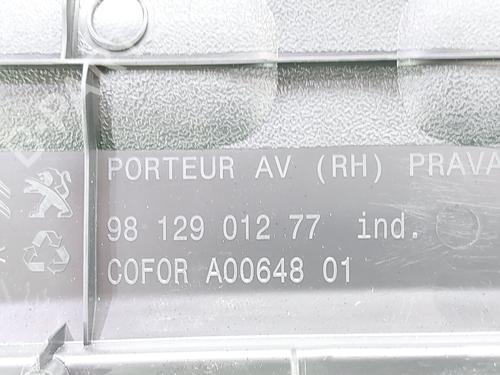 PORTEUR AV (RH) PRAVA
98 129 012 77 ind.
COFOR A00648 01